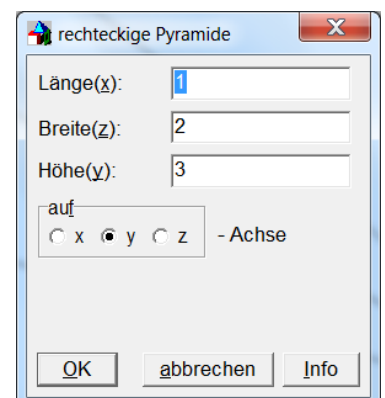 rechteckige Pyramide
Länge(x): 1
Breite(z): 2
Höhe(y): 3
auf
x y z - Achse
OK abbrechen Info